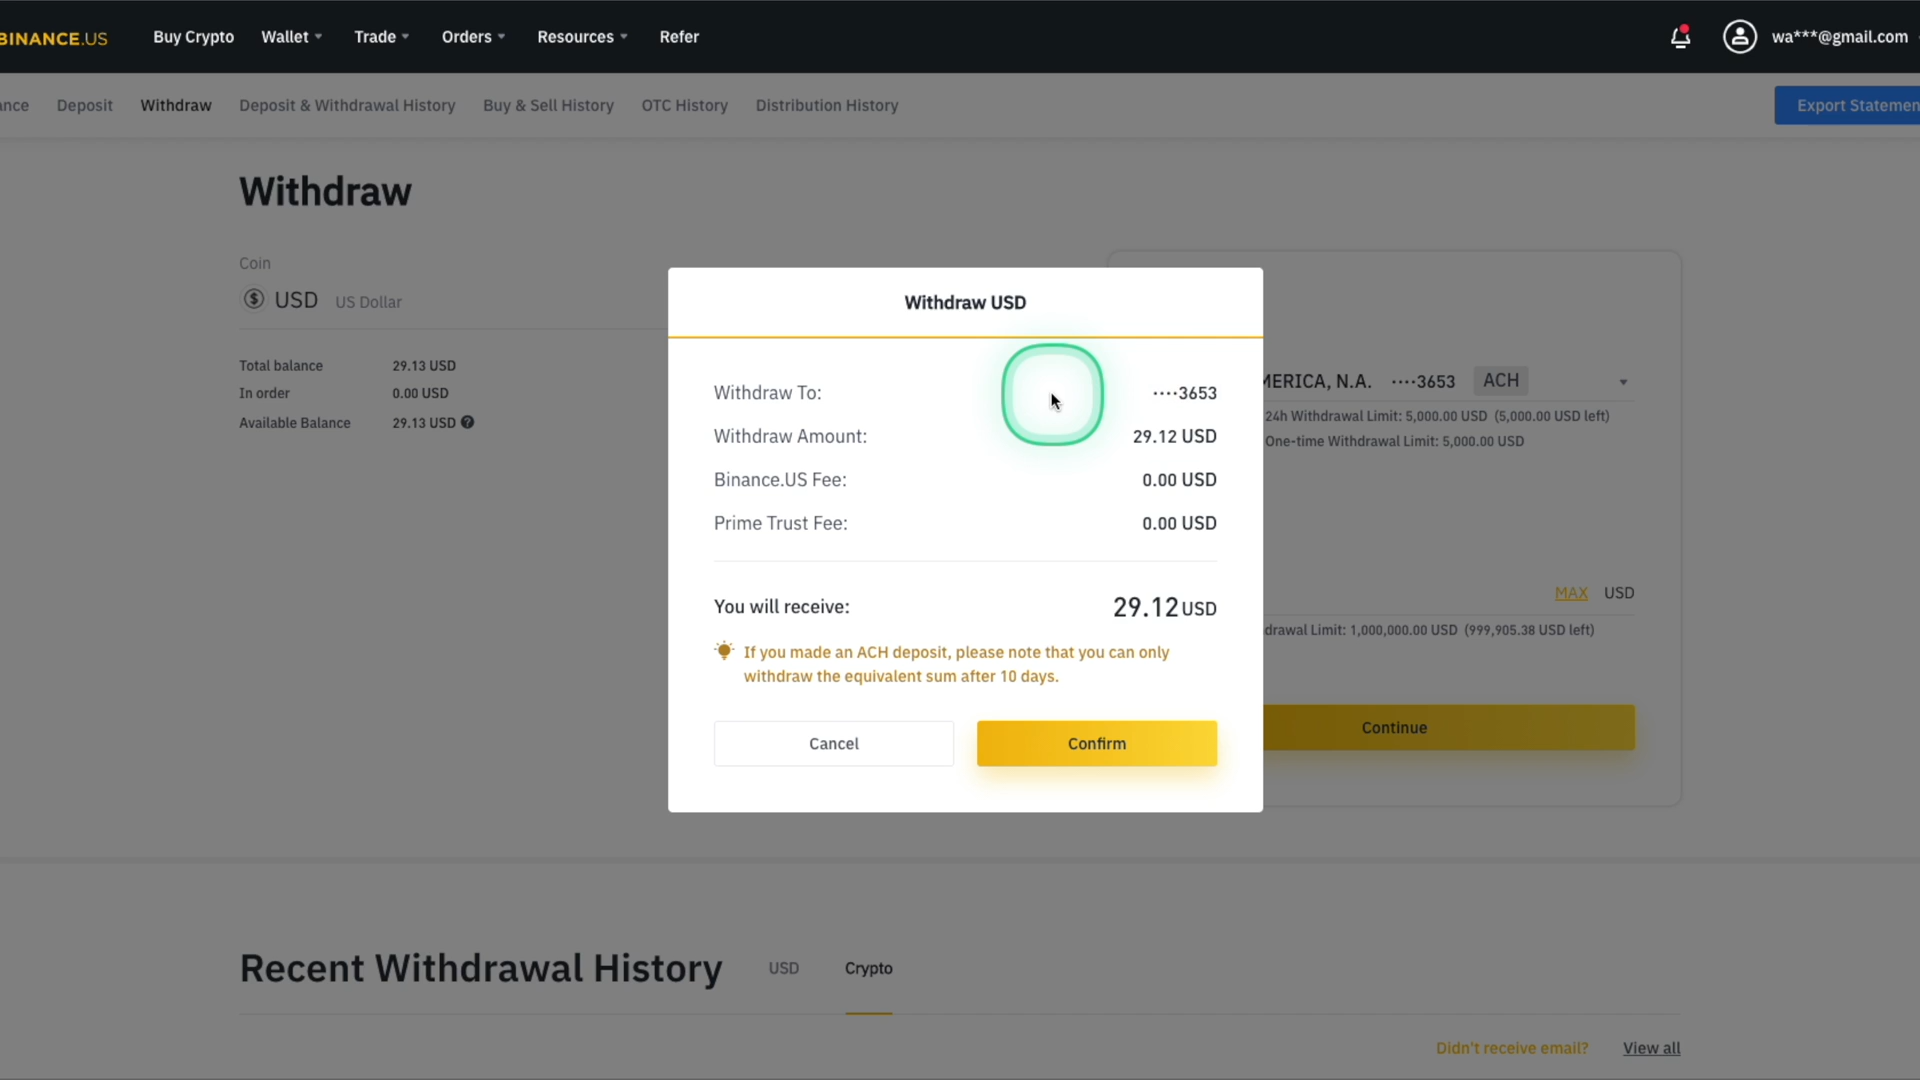 BINANCE.US Buy Crypto Wallet Trade Orders Resources Refer wa***@gmail.com
ance Deposit Withdraw Deposit & Withdrawal History Buy & Sell History OTC History Distribution History Export Statemen
Withdraw
Coin
USD US Dollar
Total balance 29.13 USD
In order 0.00 USD
Available Balance 29.13 USD
Withdraw USD
Withdraw To: ····3653
Withdraw Amount: 29.12 USD
Binance.US Fee: 0.00 USD
Prime Trust Fee: 0.00 USD
You will receive: 29.12 USD
If you made an ACH deposit, please note that you can only
withdraw the equivalent sum after 10 days.
Cancel Confirm
MERICA, N.A. ····3653 ACH
24h Withdrawal Limit: 5,000.00 USD (5,000.00 USD left)
One-time Withdrawal Limit: 5,000.00 USD
MAX USD
drawal Limit: 1,000,000.00 USD (999,905.38 USD left)
Continue
Recent Withdrawal History USD Crypto
Didn't receive email? View all